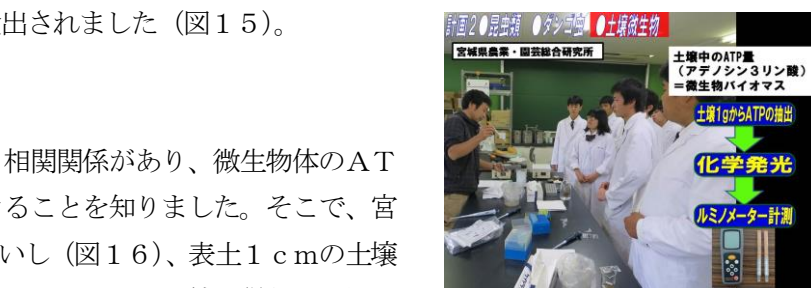 出されました（図１５）。
相関関係があり、微生物体のＡＴ
ることを知りました。そこで、宮
いし（図１６）、表土１ｃｍの土壌
計画2●昆虫類 ●ダンゴ虫 ●土壌微生物
宮城県農業・園芸総合研究所
土壌中のATP量
（アデノシン３リン酸）
＝微生物バイオマス
土壌1gからATPの抽出
化学発光
ルミノメーター計測